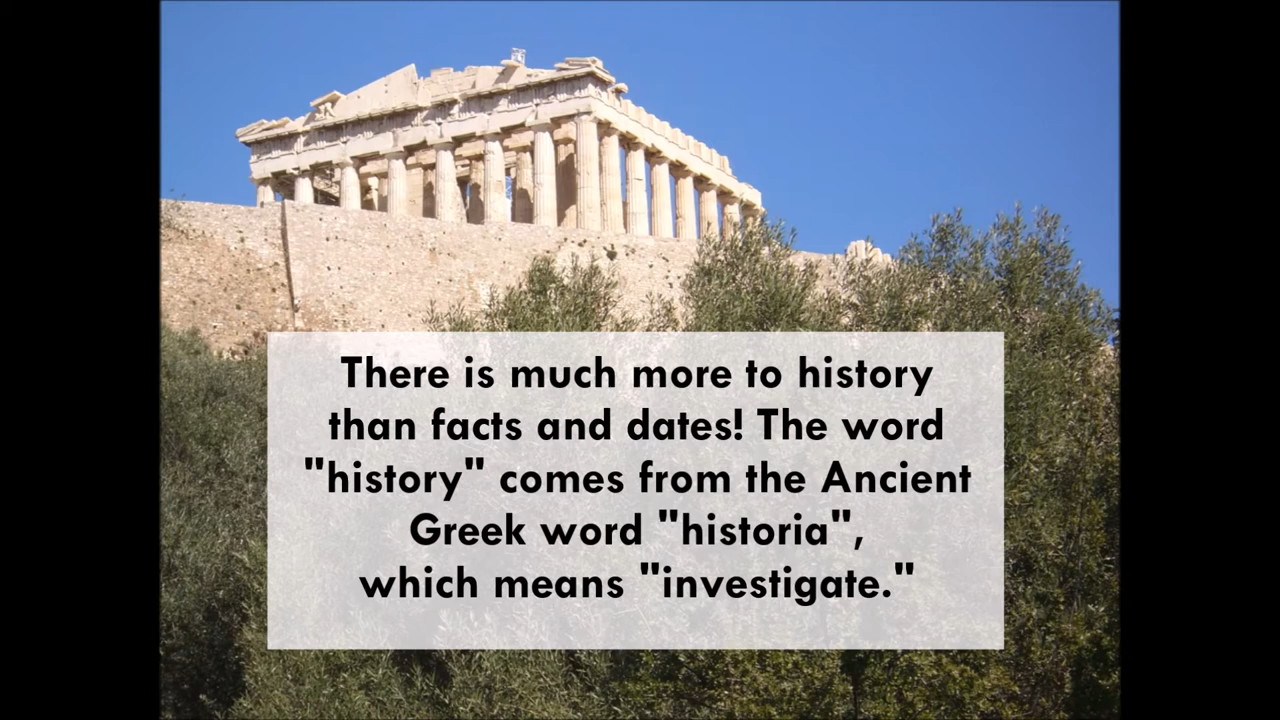 There is much more to history
than facts and dates! The word
"history" comes from the Ancient
Greek word "historia",
which means "investigate."